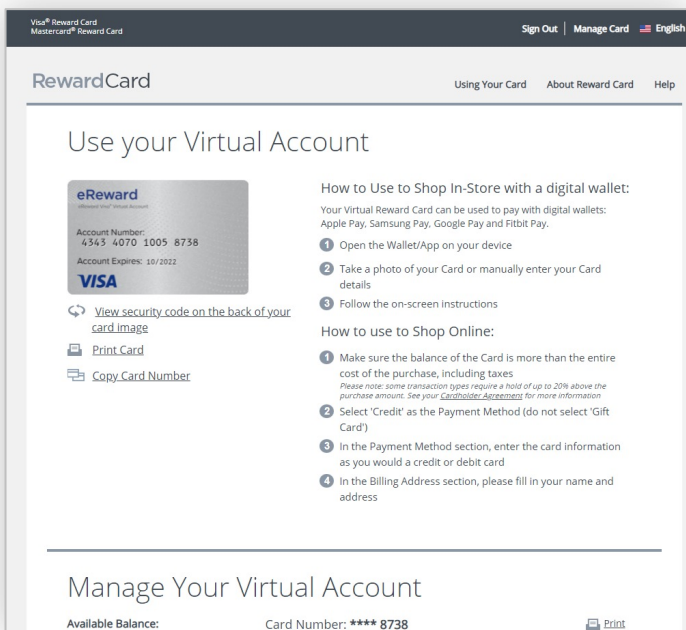 Visa® Reward Card
Mastercard® Reward Card
Sign Out | Manage Card English
RewardCard
Using Your Card About Reward Card Help
Use your Virtual Account
eReward
Account Number:
4343 4070 1005 8738
Account Expires: 10/2022
VISA
View security code on the back of your
card image
Print Card
Copy Card Number
How to Use to Shop In-Store with a digital wallet:
Your Virtual Reward Card can be used to pay with digital wallets:
Apple Pay, Samsung Pay, Google Pay and Fitbit Pay.
1 Open the Wallet/App on your device
2 Take a photo of your Card or manually enter your Card
details
3 Follow the on-screen instructions
How to use to Shop Online:
1 Make sure the balance of the Card is more than the entire
cost of the purchase, including taxes
Please note: some transaction types require a hold of up to 20% above the
purchase amount. See your Cardholder Agreement for more information
2 Select 'Credit' as the Payment Method (do not select 'Gift
Card')
3 In the Payment Method section, enter the card information
as you would a credit or debit card
4 In the Billing Address section, please fill in your name and
address
Manage Your Virtual Account
Available Balance:
Card Number: **** 8738
Print